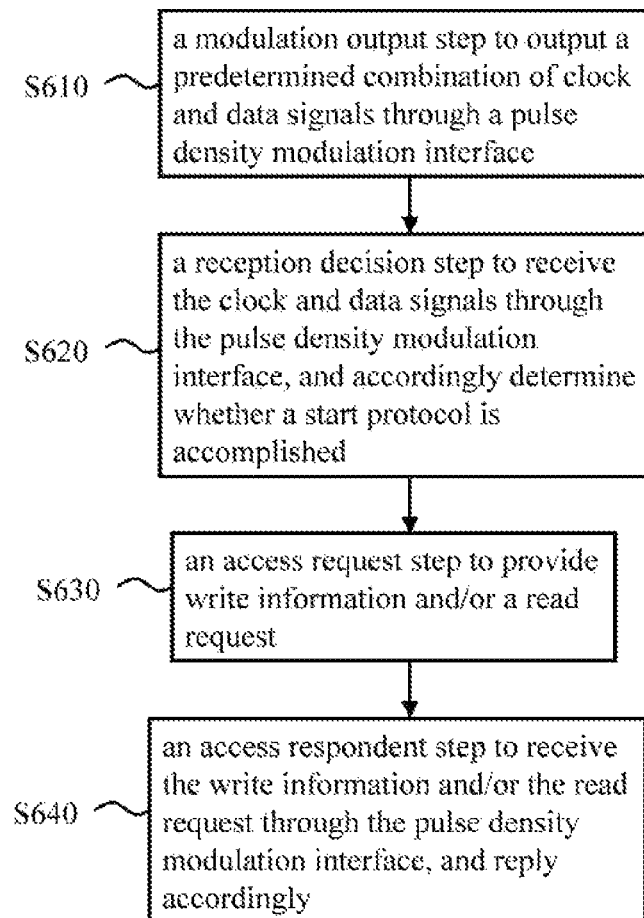 S610
a modulation output step to output a
predetermined combination of clock
and data signals through a pulse
density modulation interface
S620
a reception decision step to receive
the clock and data signals through
the pulse density modulation
interface, and accordingly determine
whether a start protocol is
accomplished
S630
an access request step to provide
write information and/or a read
request
S640
an access respondent step to receive
the write information and/or the read
request through the pulse density
modulation interface, and reply
accordingly